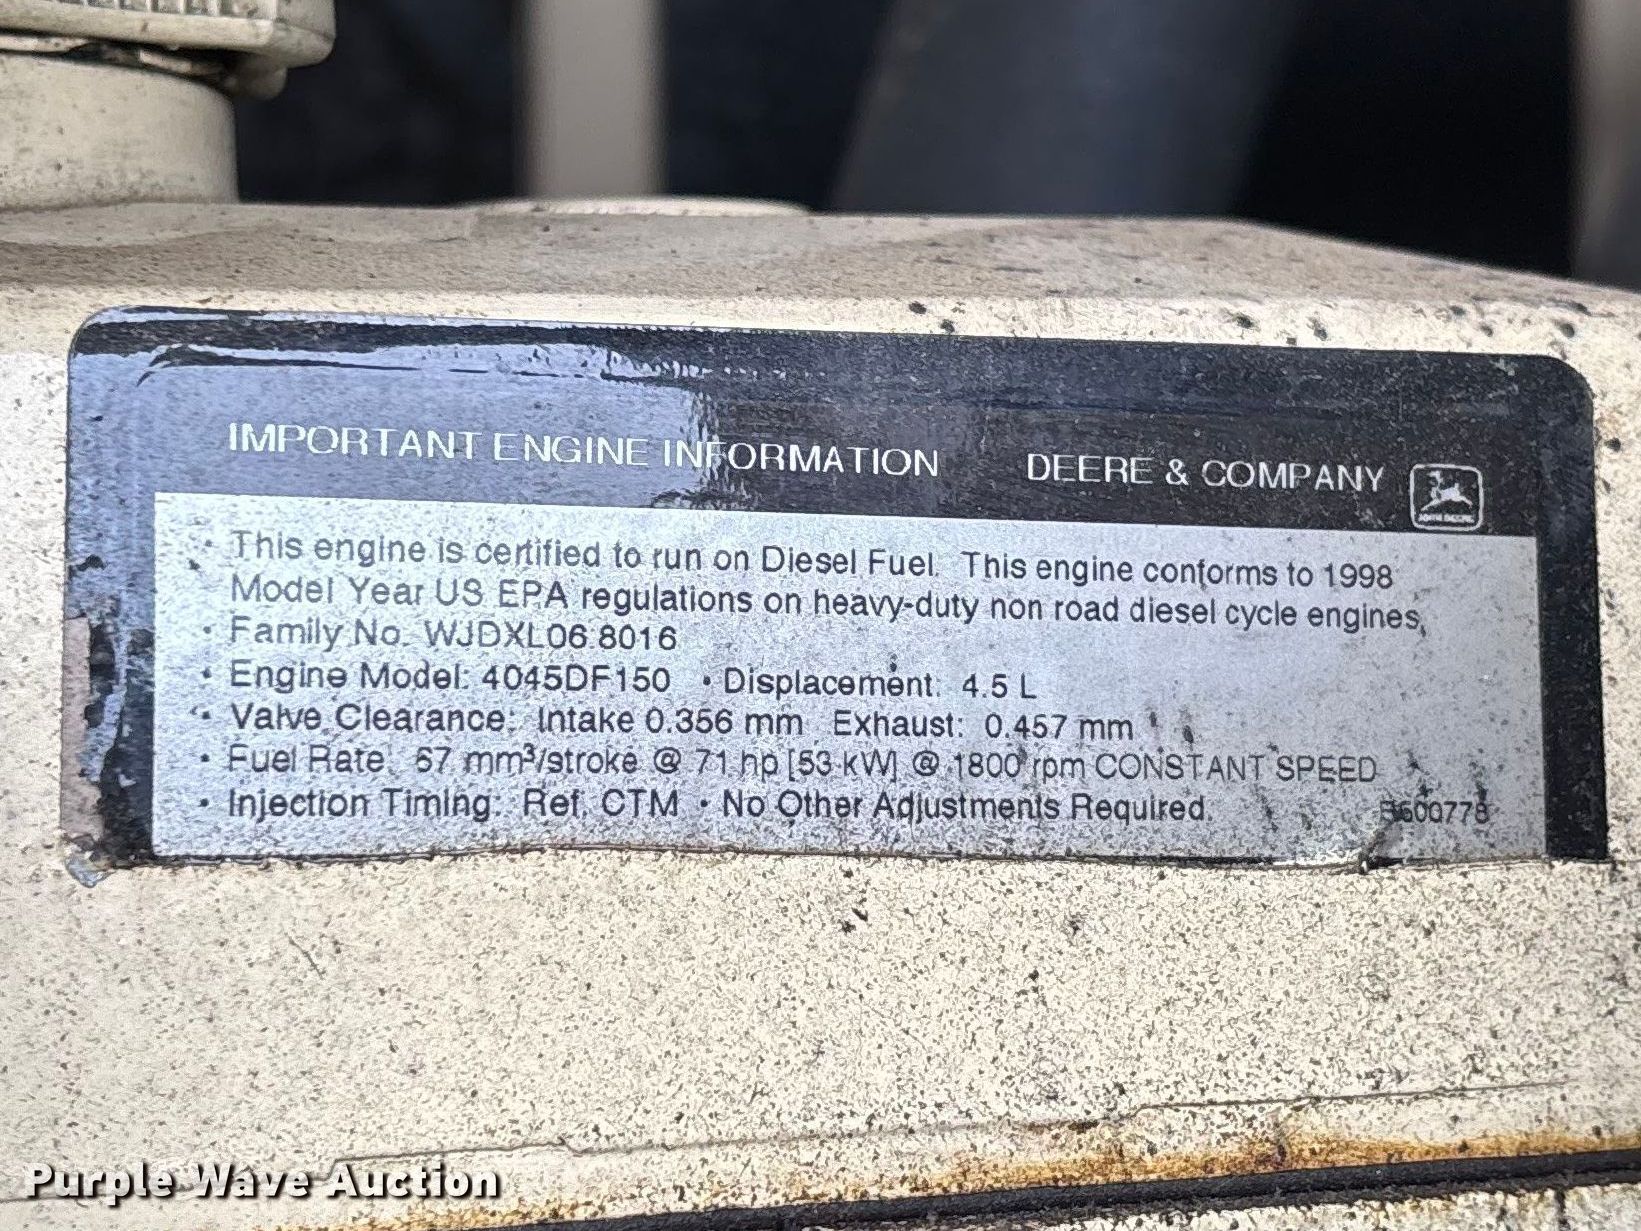 IMPORTANT ENGINE INFORMATION DEERE & COMPANY
JOHN DEERE
• This engine is certified to run on Diesel Fuel. This engine conforms to 1998
Model Year US EPA regulations on heavy-duty non road diesel cycle engines.
• Family No. WJDXL06.8016
• Engine Model: 4045DF150 • Displacement: 4.5 L
• Valve Clearance: Intake 0.356 mm Exhaust: 0.457 mm
• Fuel Rate: 67 mm³/stroke @ 71 hp [53 kW] @ 1800 rpm CONSTANT SPEED
• Injection Timing: Ref. CTM • No Other Adjustments Required.
Purple Wave Auction